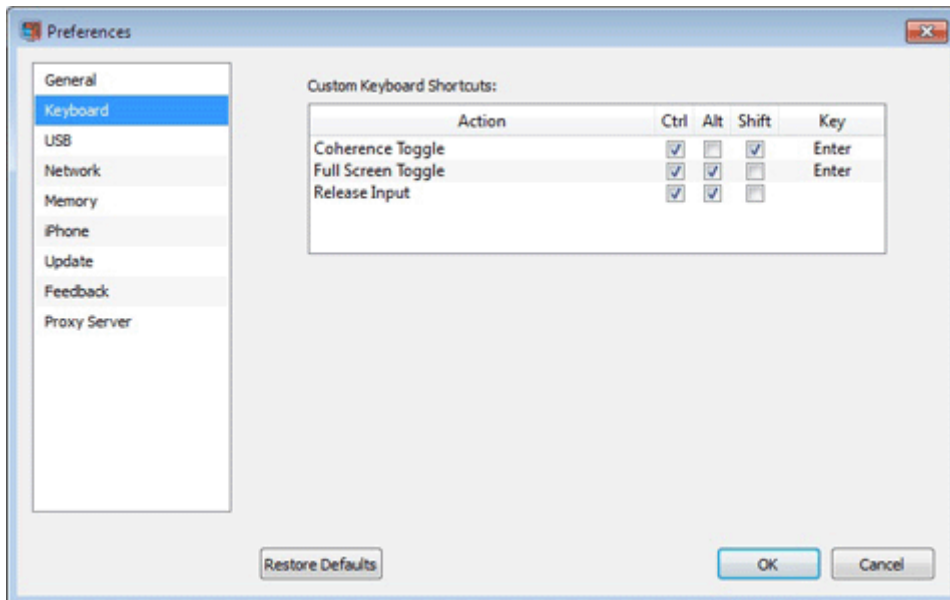 Preferences
General
Keyboard
USB
Network
Memory
iPhone
Update
Feedback
Proxy Server
Custom Keyboard Shortcuts:
Action Ctrl Alt Shift Key
Coherence Toggle Enter
Full Screen Toggle Enter
Release Input
Restore Defaults OK Cancel